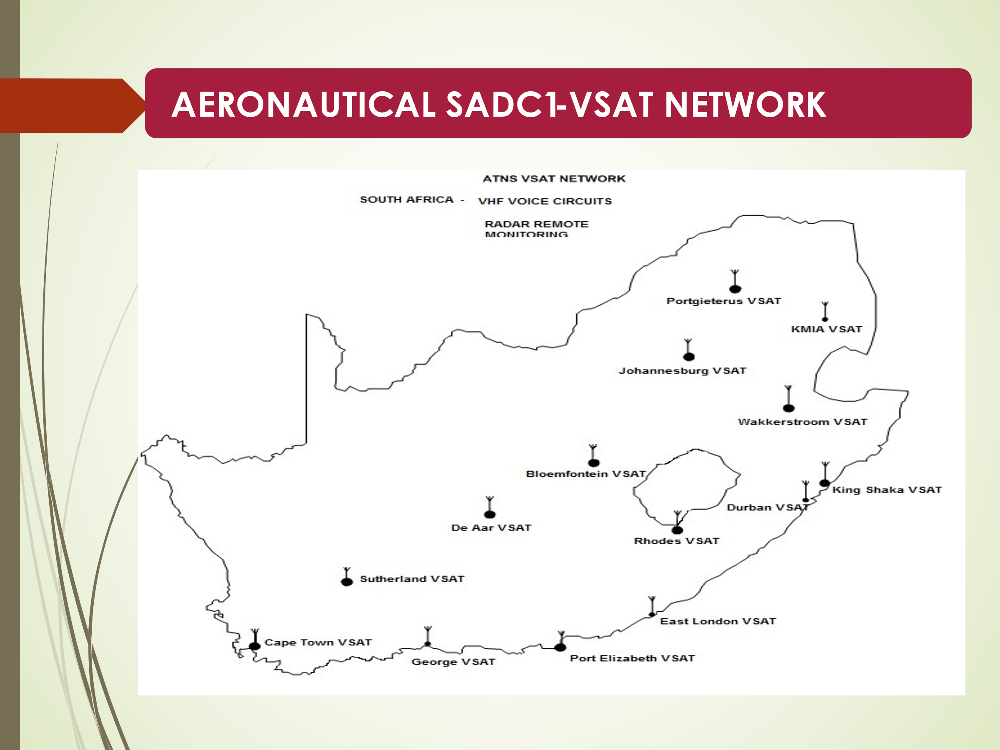 AERONAUTICAL SADC1-VSAT NETWORK
ATNS VSAT NETWORK
SOUTH AFRICA - VHF VOICE CIRCUITS
RADAR REMOTE
MONITORING
Portgieterus VSAT
KMIA VSAT
Johannesburg VSAT
Wakkerstroom VSAT
Bloemfontein VSAT
King Shaka VSAT
Durban VSAT
De Aar VSAT
Rhodes VSAT
Sutherland VSAT
East London VSAT
Cape Town VSAT
George VSAT
Port Elizabeth VSAT